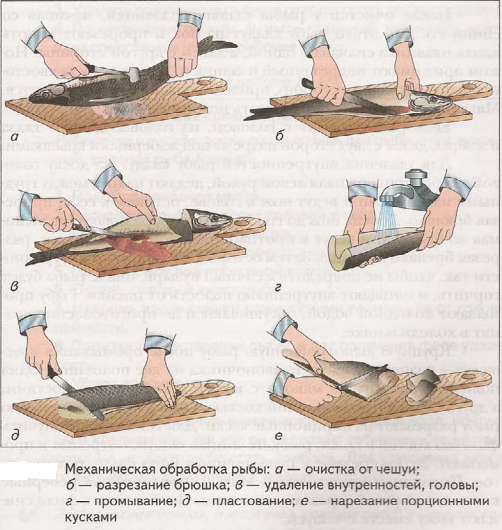 а
б
в
г
д
е
Механическая обработка рыбы: а — очистка от чешуи;
б — разрезание брюшка; в — удаление внутренностей, головы;
г — промывание; д — пластование; е — нарезание порционными
кусками